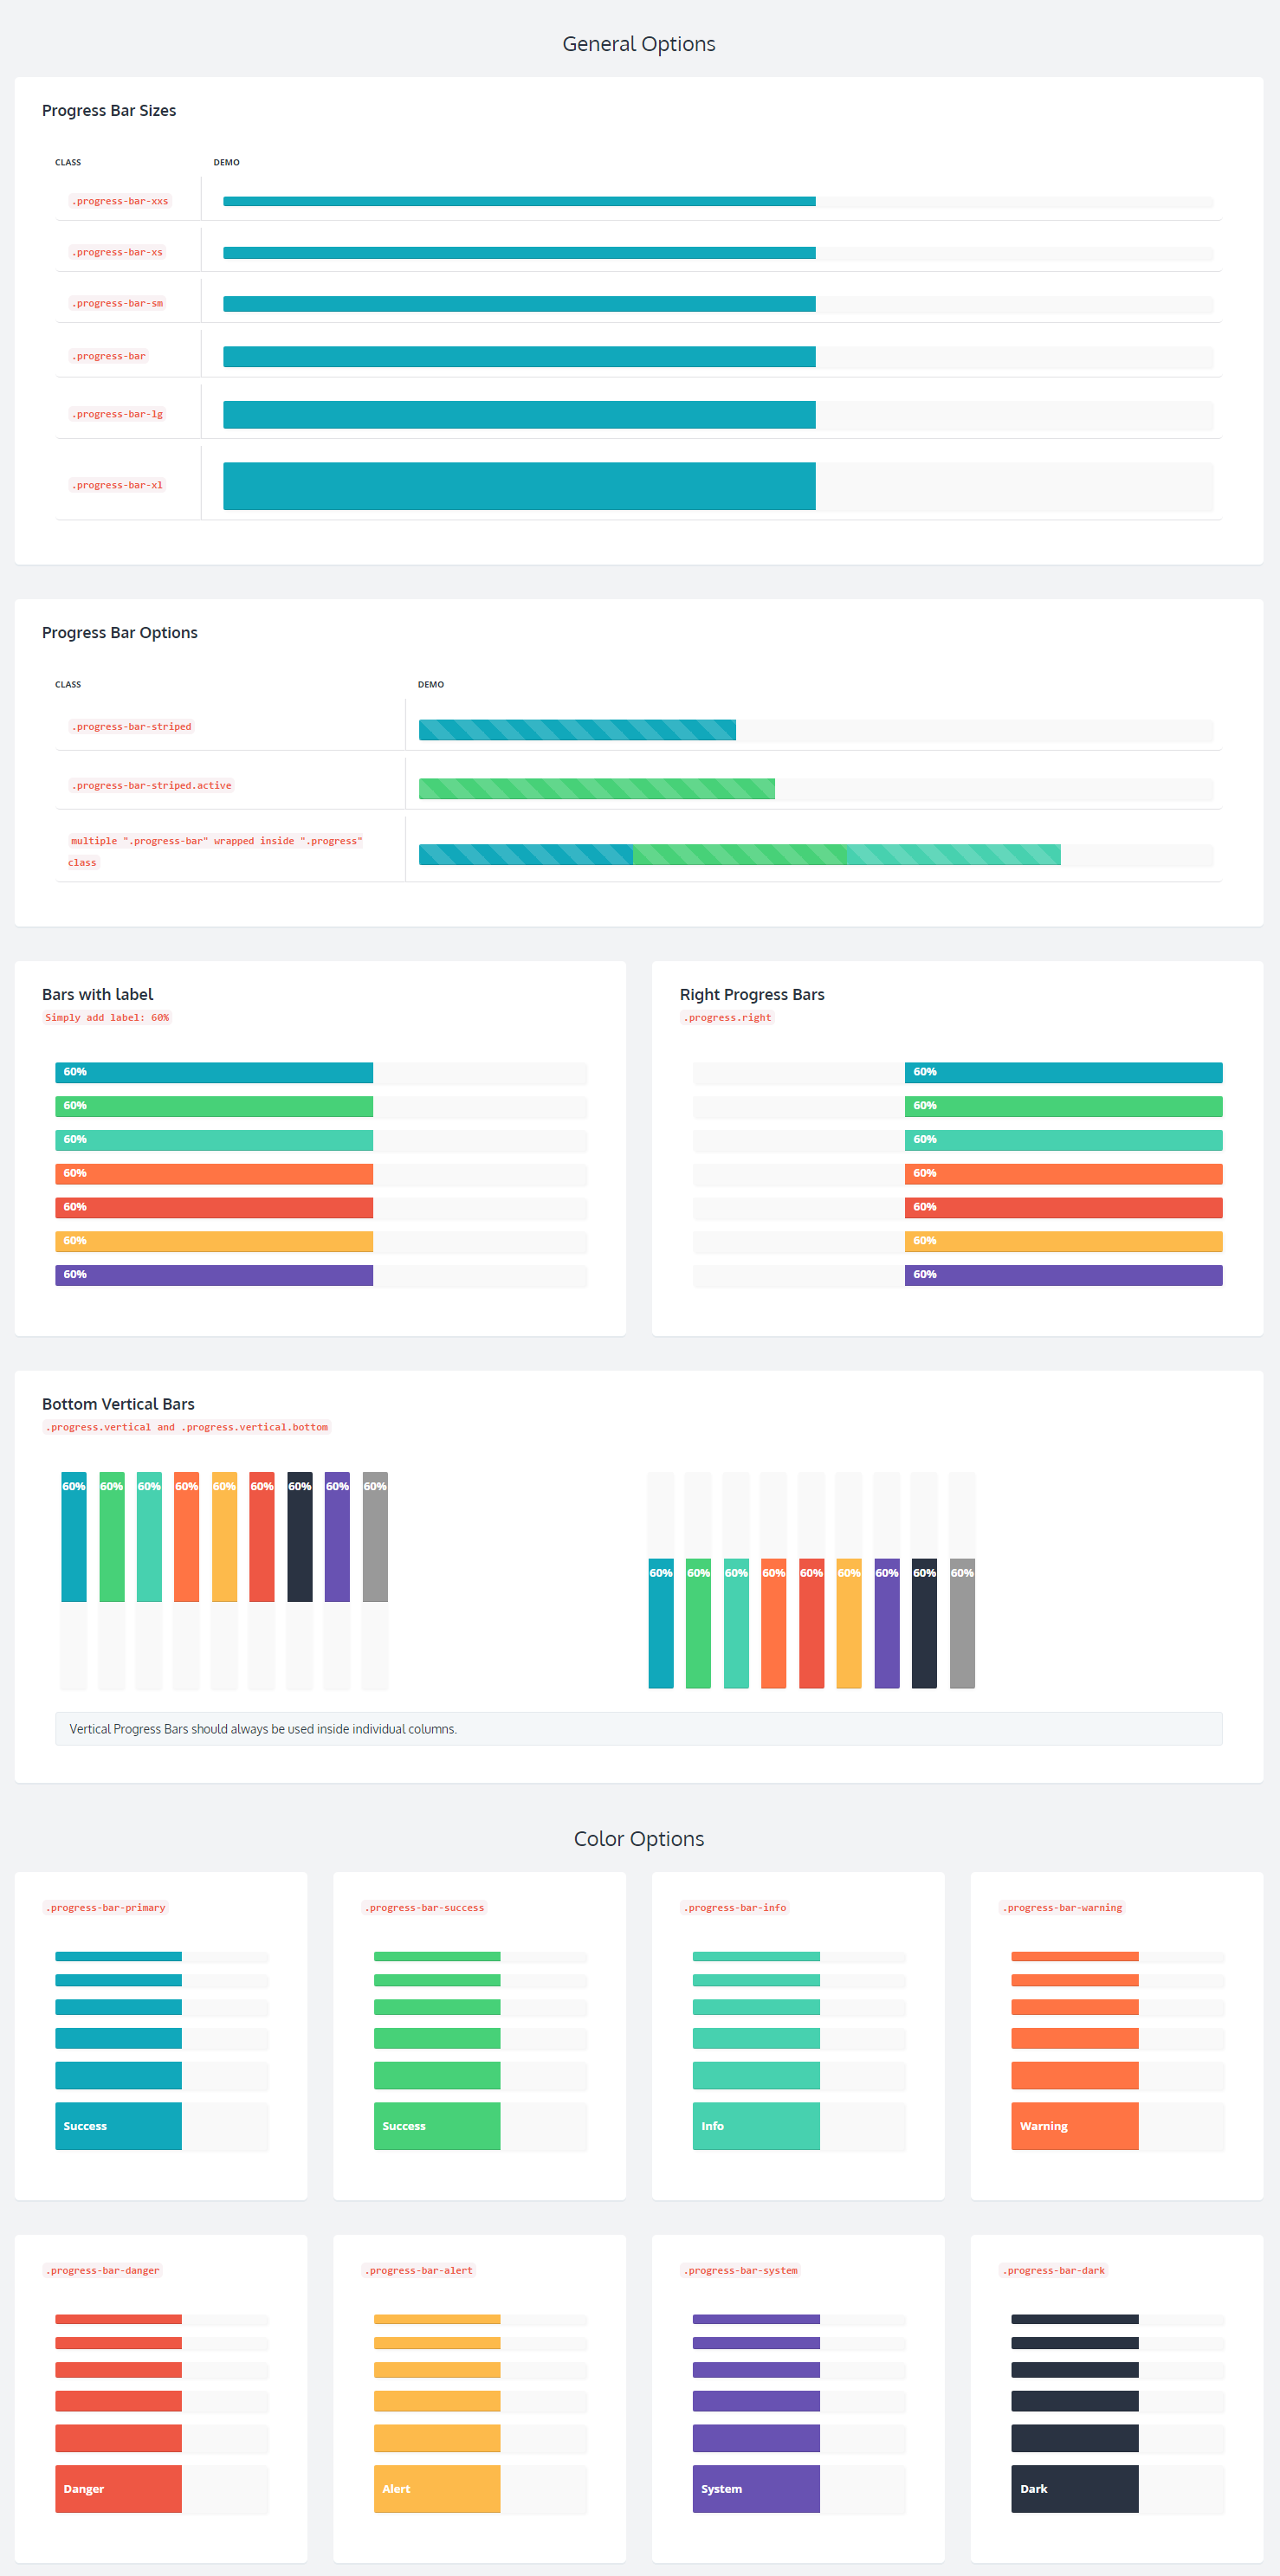 General Options
Progress Bar Sizes
CLASS DEMO
.progress-bar-xxs
.progress-bar-xs
.progress-bar-sm
.progress-bar
.progress-bar-lg
.progress-bar-xl
Progress Bar Options
CLASS DEMO
.progress-bar-striped
.progress-bar-striped.active
multiple ".progress-bar" wrapped inside ".progress"
class
Bars with label
Simply add label: 60%
60%
60%
60%
60%
60%
60%
60%
Right Progress Bars
.progress.right
60%
60%
60%
60%
60%
60%
60%
Bottom Vertical Bars
.progress.vertical and .progress.vertical.bottom
60% 60% 60% 60% 60% 60% 60% 60% 60%
60% 60% 60% 60% 60% 60% 60% 60% 60%
Vertical Progress Bars should always be used inside individual columns.
Color Options
.progress-bar-primary
Success
.progress-bar-success
Success
.progress-bar-info
Info
.progress-bar-warning
Warning
.progress-bar-danger
Danger
.progress-bar-alert
Alert
.progress-bar-system
System
.progress-bar-dark
Dark